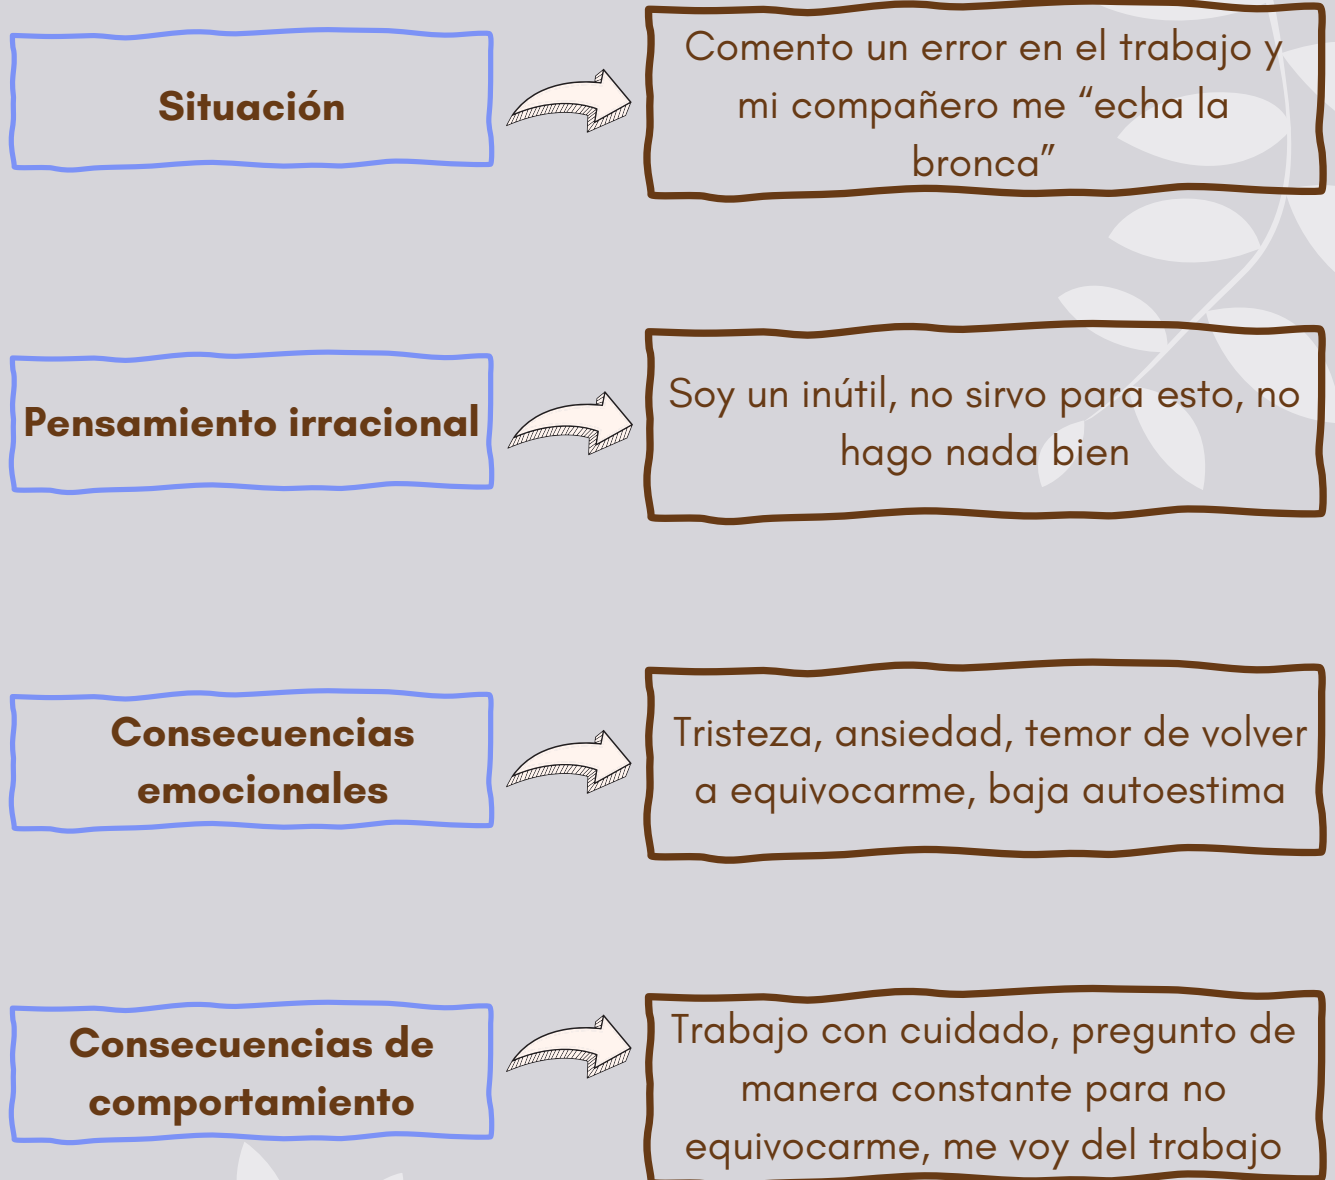 Situación
Comento un error en el trabajo y
mi compañero me “echa la
bronca”
Pensamiento irracional
Soy un inútil, no sirvo para esto, no
hago nada bien
Consecuencias
emocionales
Tristeza, ansiedad, temor de volver
a equivocarme, baja autoestima
Consecuencias de
comportamiento
Trabajo con cuidado, pregunto de
manera constante para no
equivocarme, me voy del trabajo